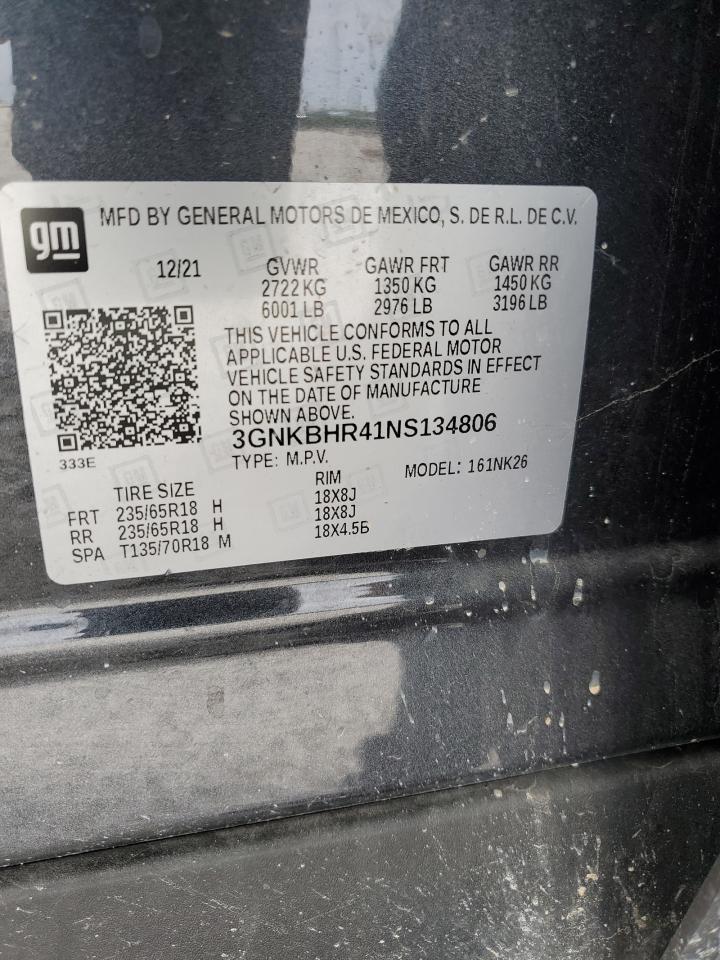 gm
MFD BY GENERAL MOTORS DE MEXICO, S. DE R.L. DE C.V.
12/21 GVWR GAWR FRT GAWR RR
2722 KG 1350 KG 1450 KG
6001 LB 2976 LB 3196 LB
THIS VEHICLE CONFORMS TO ALL
APPLICABLE U.S. FEDERAL MOTOR
VEHICLE SAFETY STANDARDS IN EFFECT
ON THE DATE OF MANUFACTURE
SHOWN ABOVE.
3GNKBHR41NS134806
333E
TYPE: M.P.V. MODEL: 161NK26
TIRE SIZE RIM
FRT 235/65R18 H 18X8J
RR 235/65R18 H 18X8J
SPA T135/70R18 M 18X4.5B